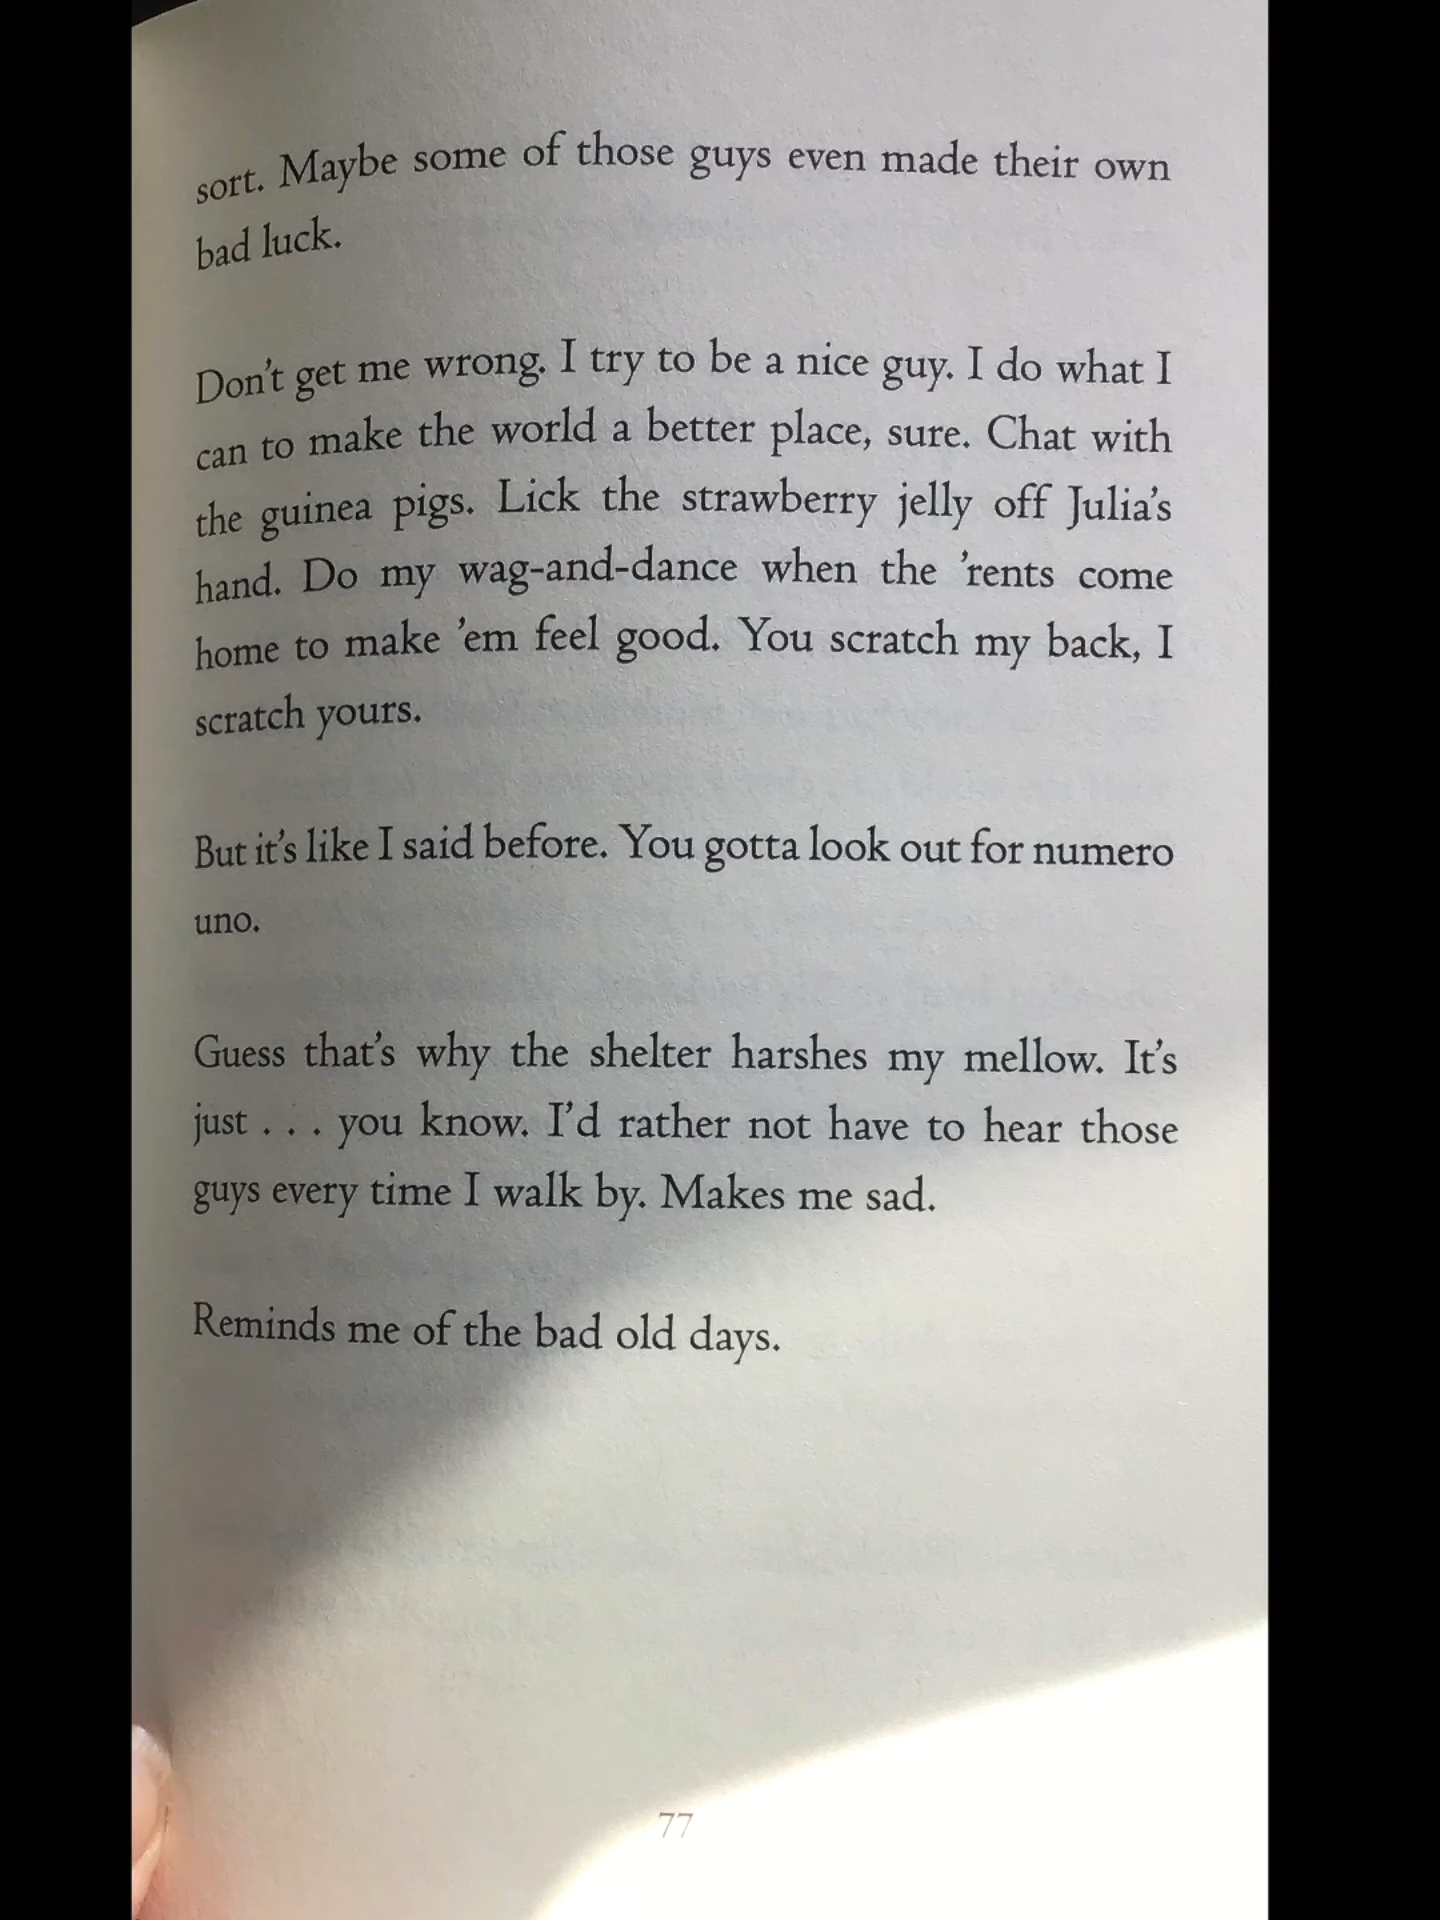 sort. Maybe some of those guys even made their own
bad luck.
Don't get me wrong. I try to be a nice guy. I do what I
can to make the world a better place, sure. Chat with
the guinea pigs. Lick the strawberry jelly off Julia's
hand. Do my wag-and-dance when the 'rents come
home to make 'em feel good. You scratch my back, I
scratch yours.
But it's like I said before. You gotta look out for numero
uno.
Guess that's why the shelter harshes my mellow. It's
just . . . you know. I'd rather not have to hear those
guys every time I walk by. Makes me sad.
Reminds me of the bad old days.
77